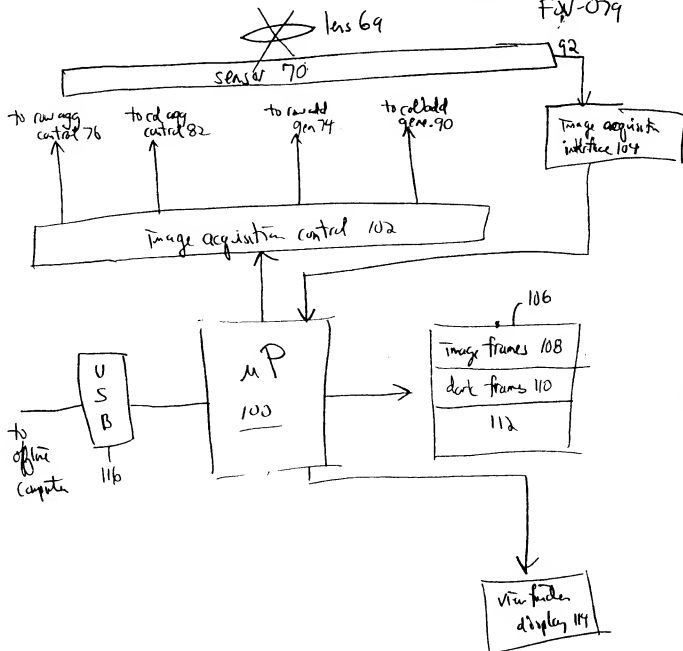 lens 69
FOV-079
92
sensor 70
to row agg
control 76
to col agg
control 82
to row add
gen 74
to col add
gene. 90
Image acquisition
interface 104
Image acquisition control 102
106
image frames 108
dark frames 110
112
µP
100
U
S
B
116
to
offline
computer
view finder
display 114